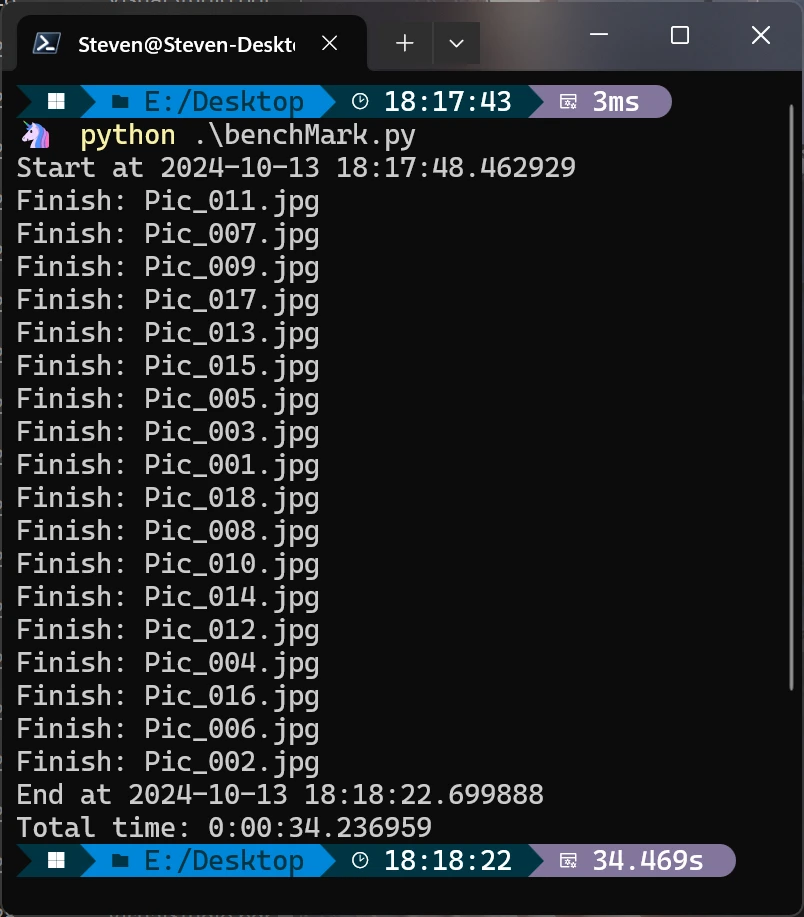 Steven@Steven-Deskt
E:/Desktop 18:17:43 3ms
python .\benchMark.py
Start at 2024-10-13 18:17:48.462929
Finish: Pic_011.jpg
Finish: Pic_007.jpg
Finish: Pic_009.jpg
Finish: Pic_017.jpg
Finish: Pic_013.jpg
Finish: Pic_015.jpg
Finish: Pic_005.jpg
Finish: Pic_003.jpg
Finish: Pic_001.jpg
Finish: Pic_018.jpg
Finish: Pic_008.jpg
Finish: Pic_010.jpg
Finish: Pic_014.jpg
Finish: Pic_012.jpg
Finish: Pic_004.jpg
Finish: Pic_016.jpg
Finish: Pic_006.jpg
Finish: Pic_002.jpg
End at 2024-10-13 18:18:22.699888
Total time: 0:00:34.236959
E:/Desktop 18:18:22 34.469s